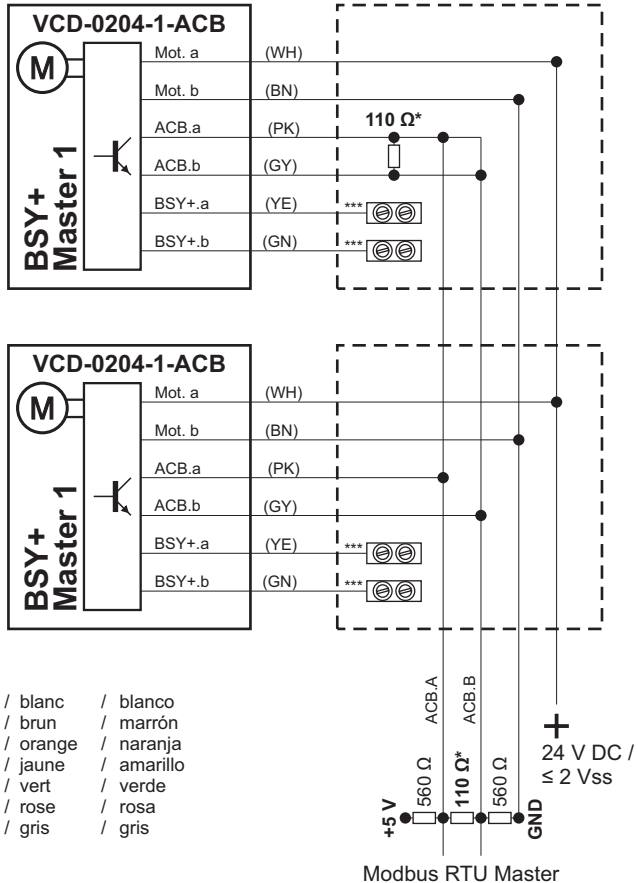 VCD-0204-1-ACB
M
BSY+
Master 1
Mot. a (WH)
Mot. b (BN)
ACB.a (PK)
110 Ω*
ACB.b (GY)
BSY+.a (YE) ***
BSY+.b (GN) ***
VCD-0204-1-ACB
M
BSY+
Master 1
Mot. a (WH)
Mot. b (BN)
ACB.a (PK)
ACB.b (GY)
BSY+.a (YE) ***
BSY+.b (GN) ***
/ blanc / blanco
/ brun / marrón
/ orange / naranja
/ jaune / amarillo
/ vert / verde
/ rose / rosa
/ gris / gris
ACB.A
ACB.B
+
24 V DC /
≤ 2 Vss
+5 V
560 Ω
110 Ω*
560 Ω
GND
Modbus RTU Master